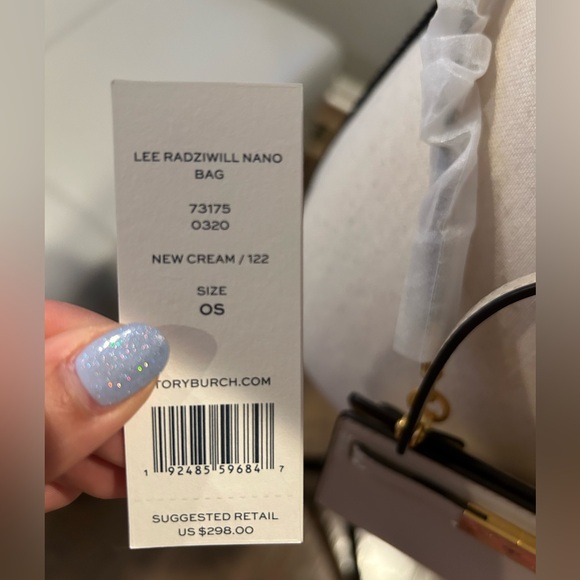 LEE RADZIWILL NANO
BAG
73175
0320
NEW CREAM / 122
SIZE
OS
TORYBURCH.COM
1 92485 59684 7
SUGGESTED RETAIL
US $298.00